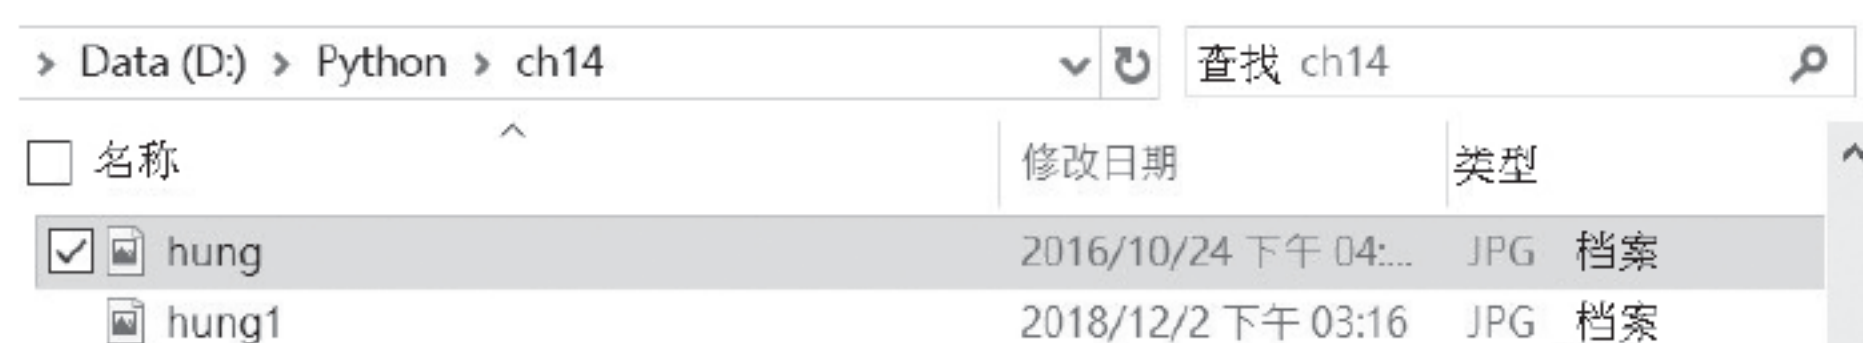 > Data (D:) > Python > ch14 查找 ch14
名称 修改日期 类型
hung 2016/10/24 下午 04:... JPG 档案
hung1 2018/12/2 下午 03:16 JPG 档案